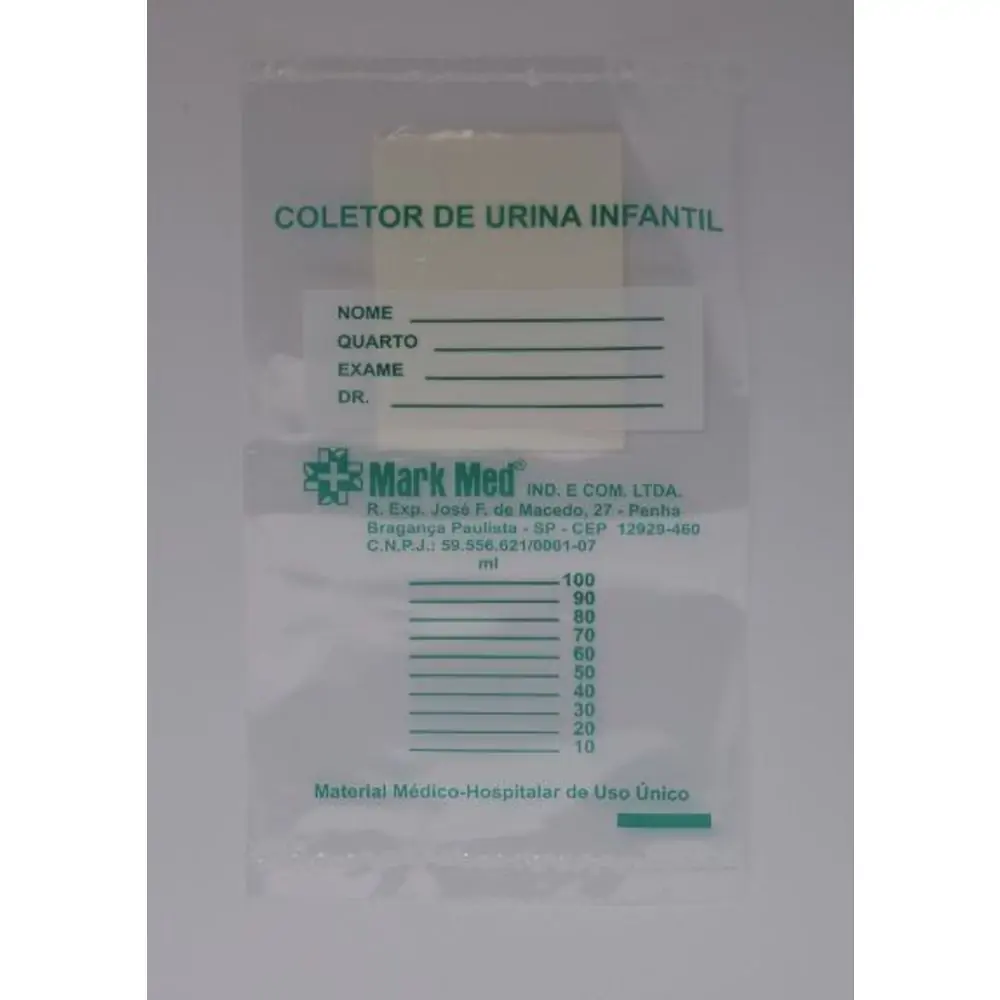 COLETOR DE URINA INFANTIL
NOME
QUARTO
EXAME
DR.
Mark Med® IND. E COM. LTDA.
R. Exp. José F. de Macedo, 27 - Penha
Bragança Paulista - SP - CEP 12929-460
C.N.P.J.: 59.556.621/0001-07
ml
100
90
80
70
60
50
40
30
20
10
Material Médico-Hospitalar de Uso Único